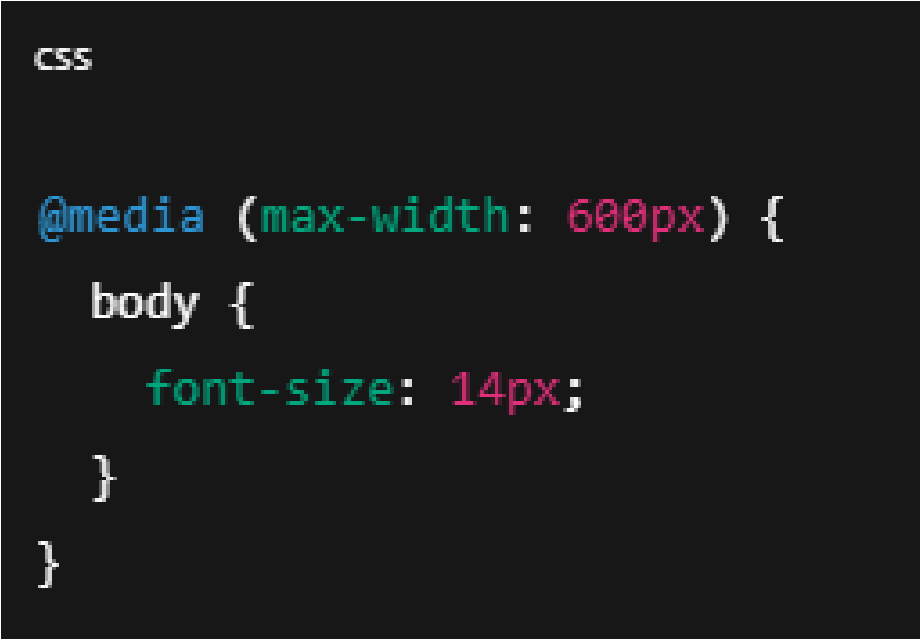 css
@media (max-width: 600px) {
  body {
    font-size: 14px;
  }
}